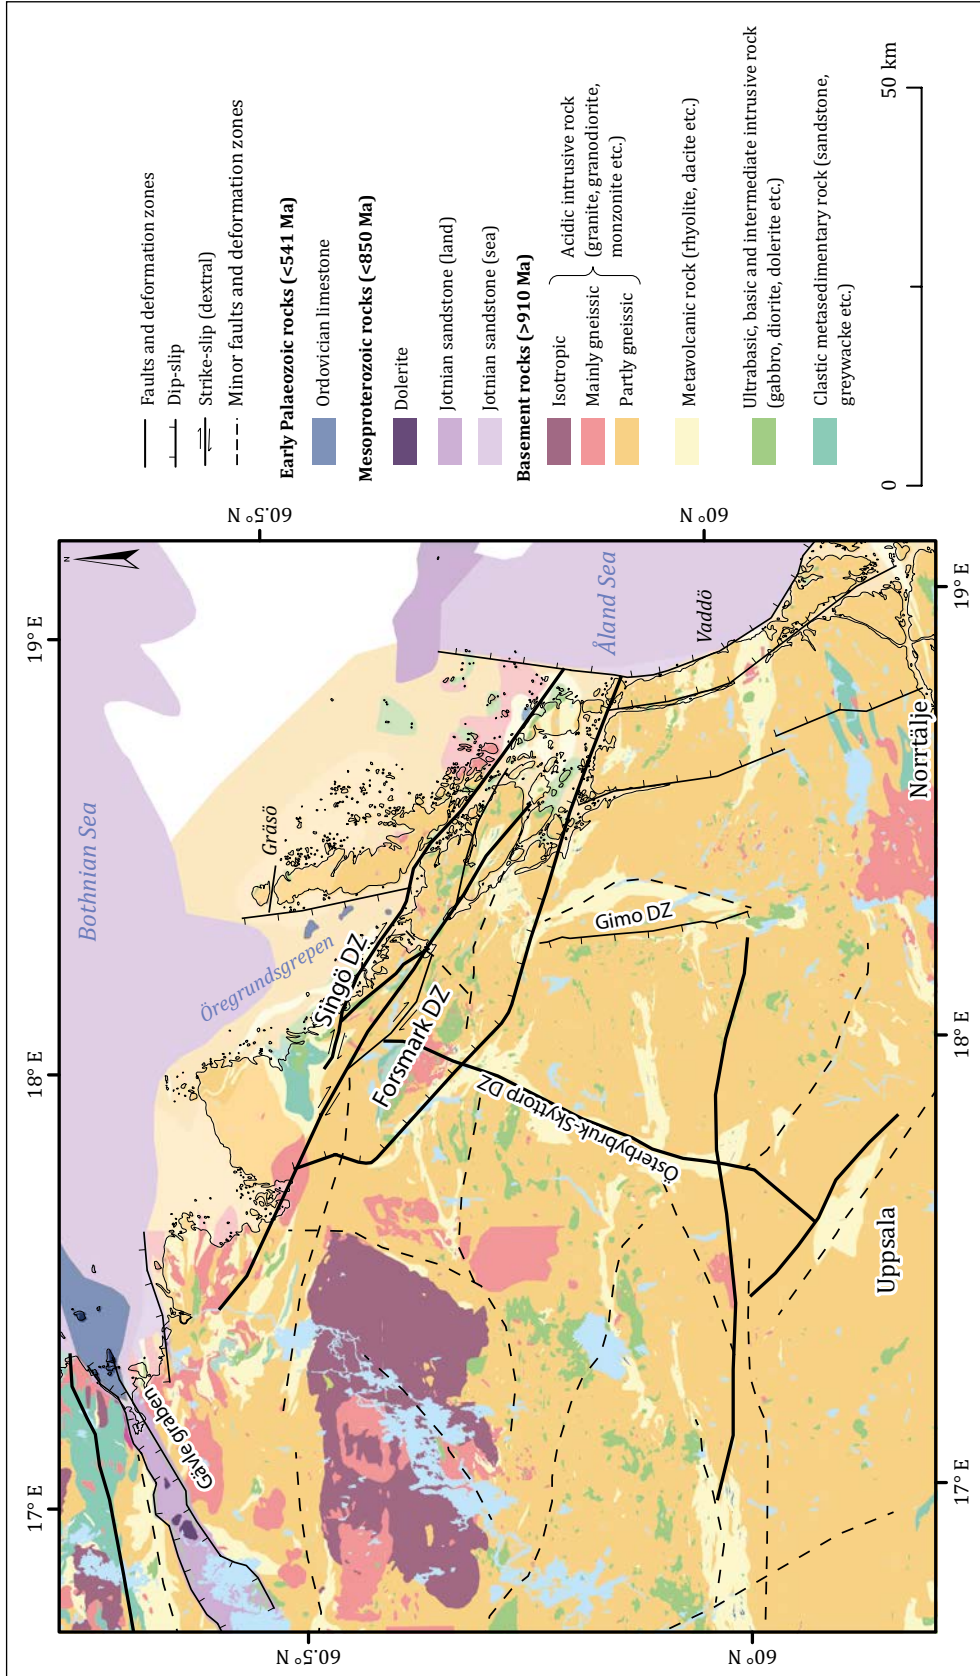 19° E
18° E
17° E
60.5° N
60° N
60.5° N
60° N
19° E
18° E
17° E
N
Bothnian Sea
Åland Sea
Öregrundsgrepen
Gräsö
Vaddö
Singö DZ
Forsmark DZ
Gimo DZ
Österbybruk-Skyttorp DZ
Gävle graben
Norrtälje
Uppsala
Faults and deformation zones
Dip-slip
Strike-slip (dextral)
Minor faults and deformation zones
Early Palaeozoic rocks (<541 Ma)
Ordovician limestone
Mesoproterozoic rocks (<850 Ma)
Dolerite
Jotnian sandstone (land)
Jotnian sandstone (sea)
Basement rocks (>910 Ma)
Isotropic
Mainly gneissic
Partly gneissic
Acidic intrusive rock
(granite, granodiorite,
monzonite etc.)
Metavolcanic rock (rhyolite, dacite etc.)
Ultrabasic, basic and intermediate intrusive rock
(gabbro, diorite, dolerite etc.)
Clastic metasedimentary rock (sandstone,
greywacke etc.)
0
50 km